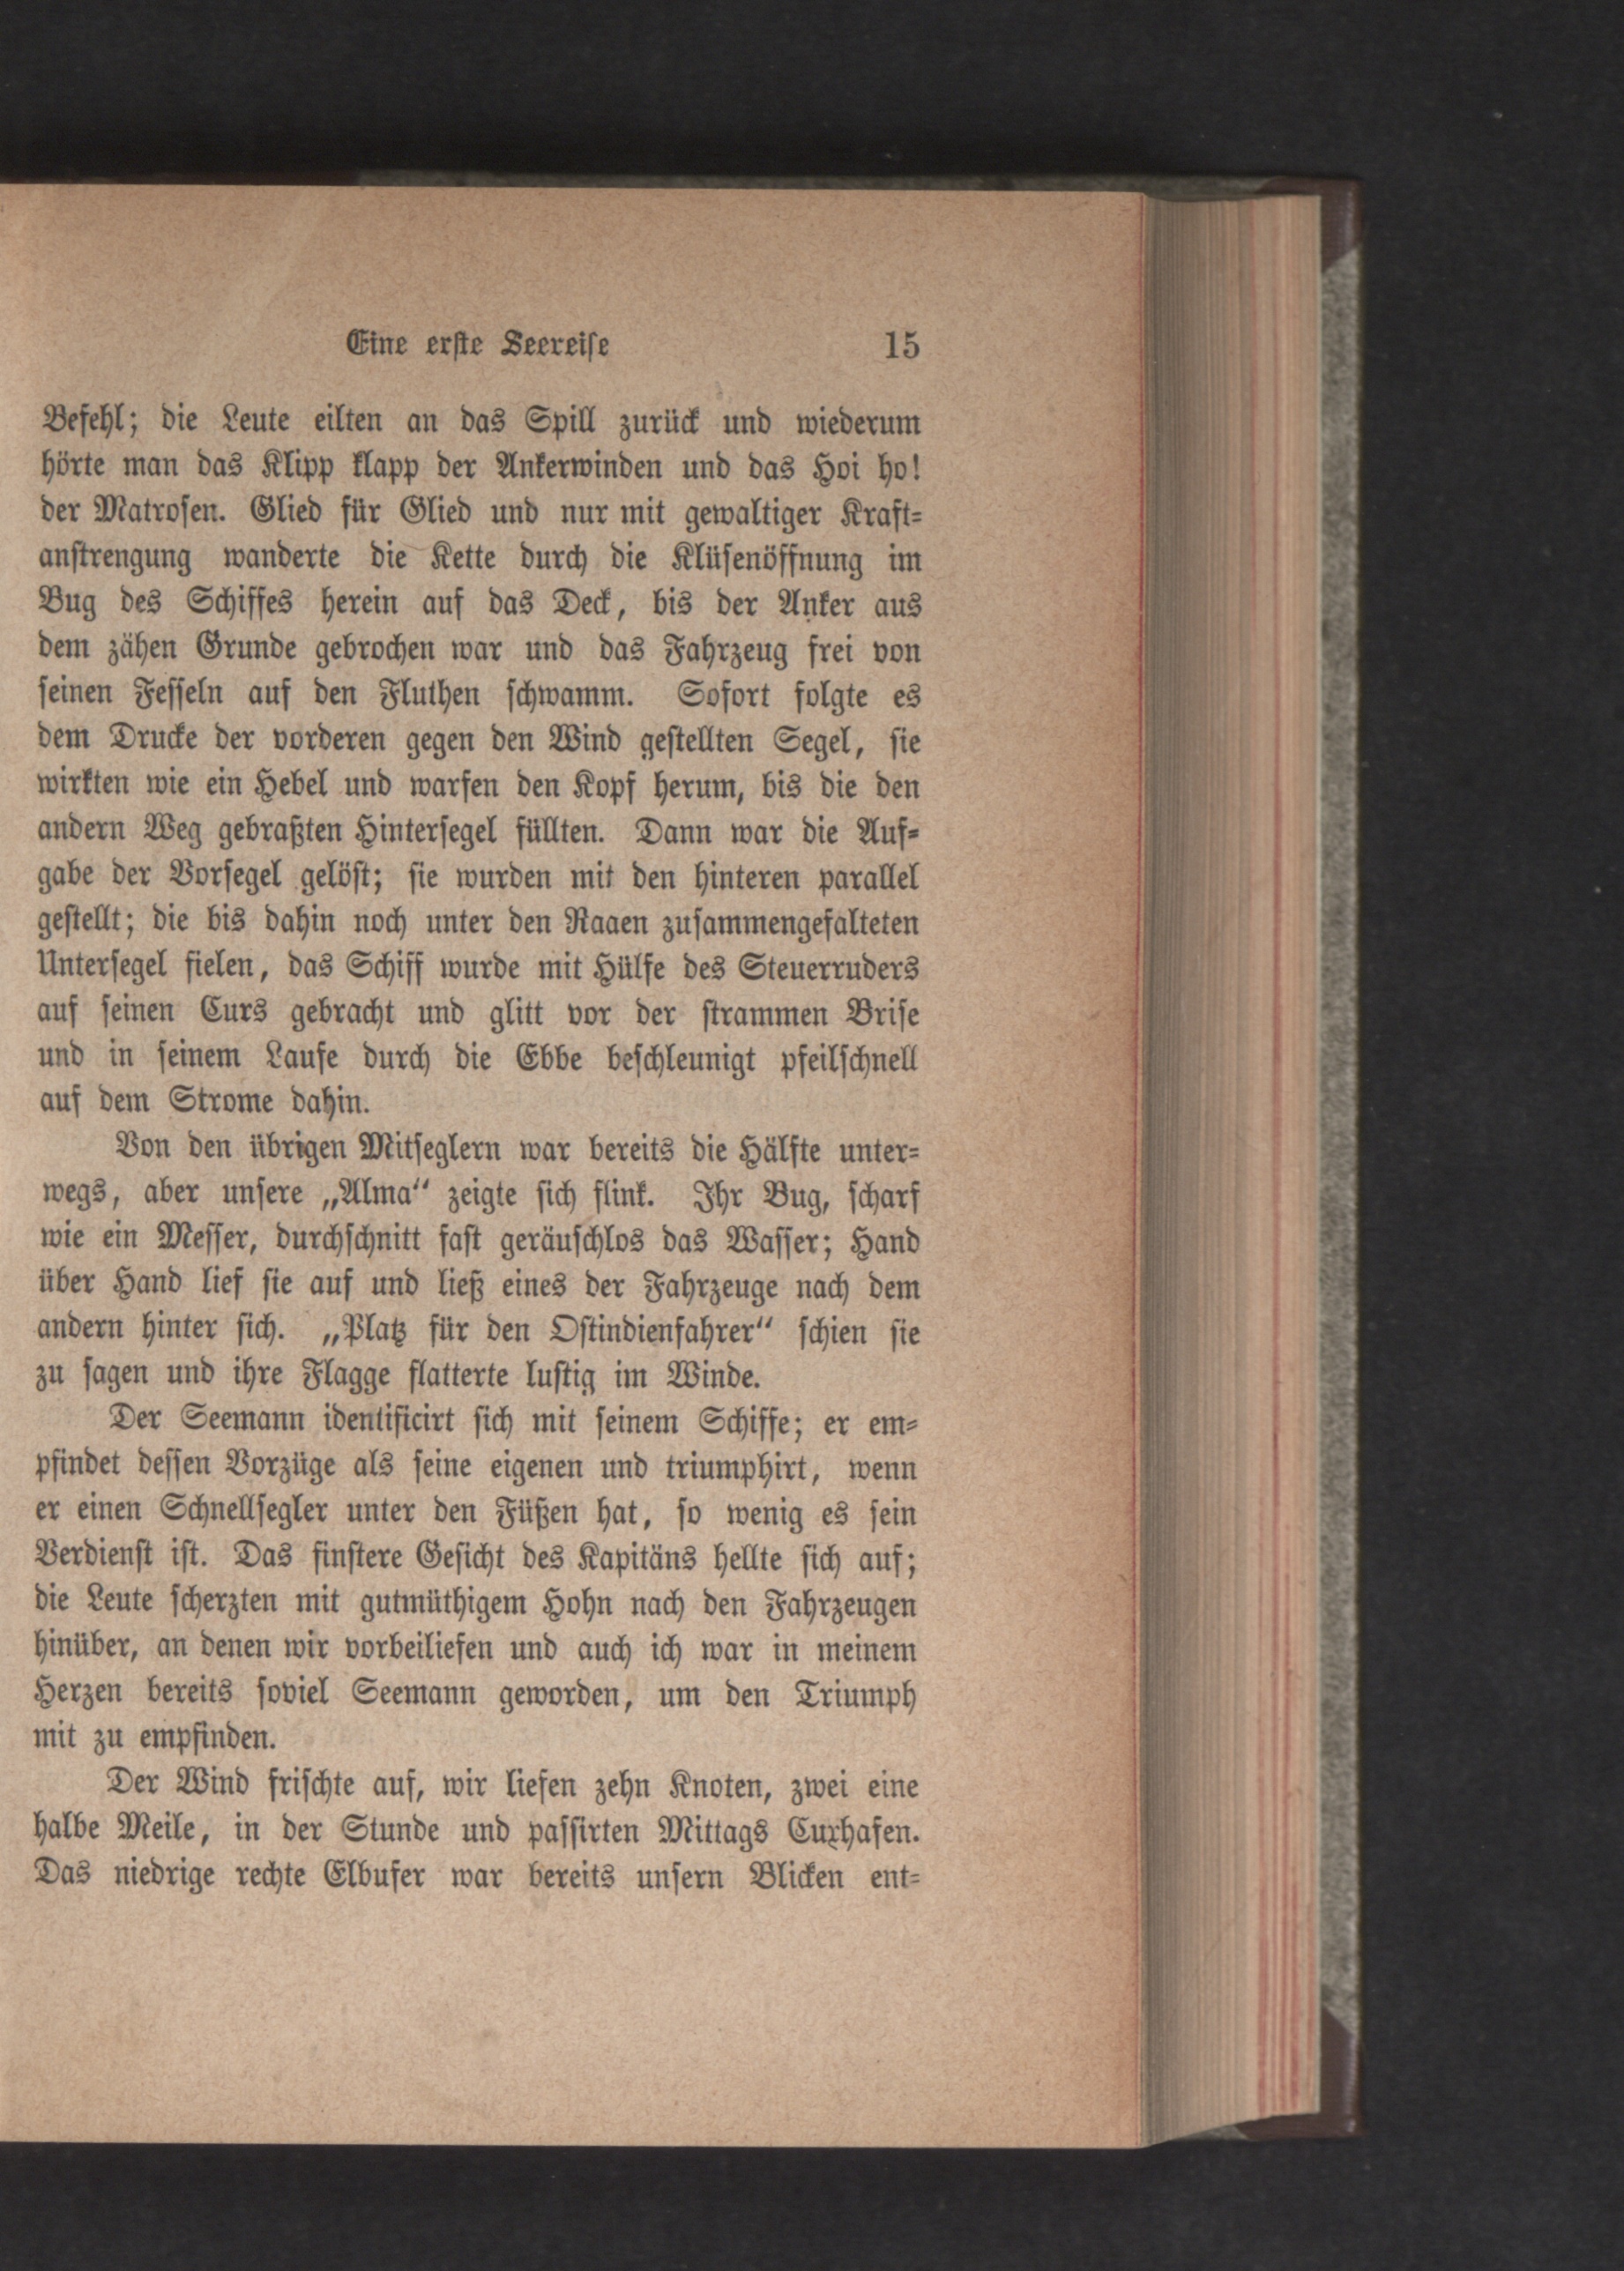 Eine erste Seereise 15
Befehl; die Leute eilten an das Spill zurück und wiederum
hörte man das Klipp klapp der Ankerwinden und das Hoi ho!
der Matrosen. Glied für Glied und nur mit gewaltiger Kraft-
anstrengung wanderte die Kette durch die Klüsenöffnung im
Bug des Schiffes herein auf das Deck, bis der Anker aus
dem zähen Grunde gebrochen war und das Fahrzeug frei von
seinen Fesseln auf den Fluthen schwamm. Sofort folgte es
dem Drucke der vorderen gegen den Wind gestellten Segel, sie
wirkten wie ein Hebel und warfen den Kopf herum, bis die den
andern Weg gebraßten Hintersegel füllten. Dann war die Auf-
gabe der Vorsegel gelöst; sie wurden mit den hinteren parallel
gestellt; die bis dahin noch unter den Raaen zusammengefalteten
Untersegel fielen, das Schiff wurde mit Hülfe des Steuerruders
auf seinen Curs gebracht und glitt vor der strammen Brise
und in seinem Laufe durch die Ebbe beschleunigt pfeilschnell
auf dem Strome dahin.
Von den übrigen Mitseglern war bereits die Hälfte unter-
wegs, aber unsere „Alma“ zeigte sich flink. Ihr Bug, scharf
wie ein Messer, durchschnitt fast geräuschlos das Wasser; Hand
über Hand lief sie auf und ließ eines der Fahrzeuge nach dem
andern hinter sich. „Platz für den Ostindienfahrer“ schien sie
zu sagen und ihre Flagge flatterte lustig im Winde.
Der Seemann identificirt sich mit seinem Schiffe; er em-
pfindet dessen Vorzüge als seine eigenen und triumphirt, wenn
er einen Schnellsegler unter den Füßen hat, so wenig es sein
Verdienst ist. Das finstere Gesicht des Kapitäns hellte sich auf;
die Leute scherzten mit gutmüthigem Hohn nach den Fahrzeugen
hinüber, an denen wir vorbeiliefen und auch ich war in meinem
Herzen bereits soviel Seemann geworden, um den Triumph
mit zu empfinden.
Der Wind frischte auf, wir liefen zehn Knoten, zwei eine
halbe Meile, in der Stunde und passirten Mittags Cuxhafen.
Das niedrige rechte Elbufer war bereits unsern Blicken ent-